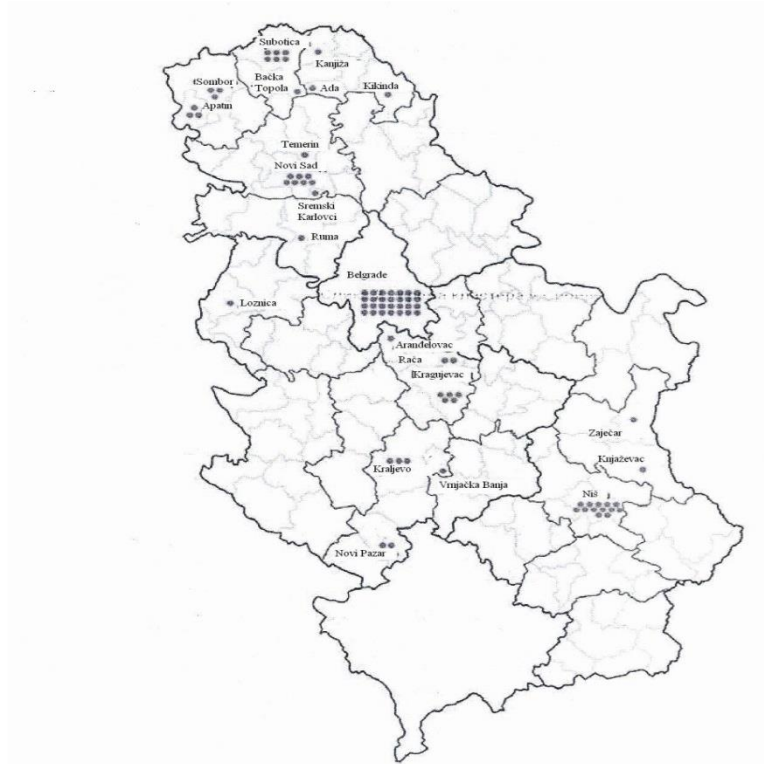 Subotica
Kanjiža
Bačka
Topola
Ada
Kikinda
tSombor
Apatin
Temerin
Novi Sad
Sremski
Karlovci
Ruma
Belgrade
Loznica
Aranđelovac
Rača
Kragujevac
Zaječar
Knjaževac
Kraljevo
Vrnjačka Banja
Niš
Novi Pazar